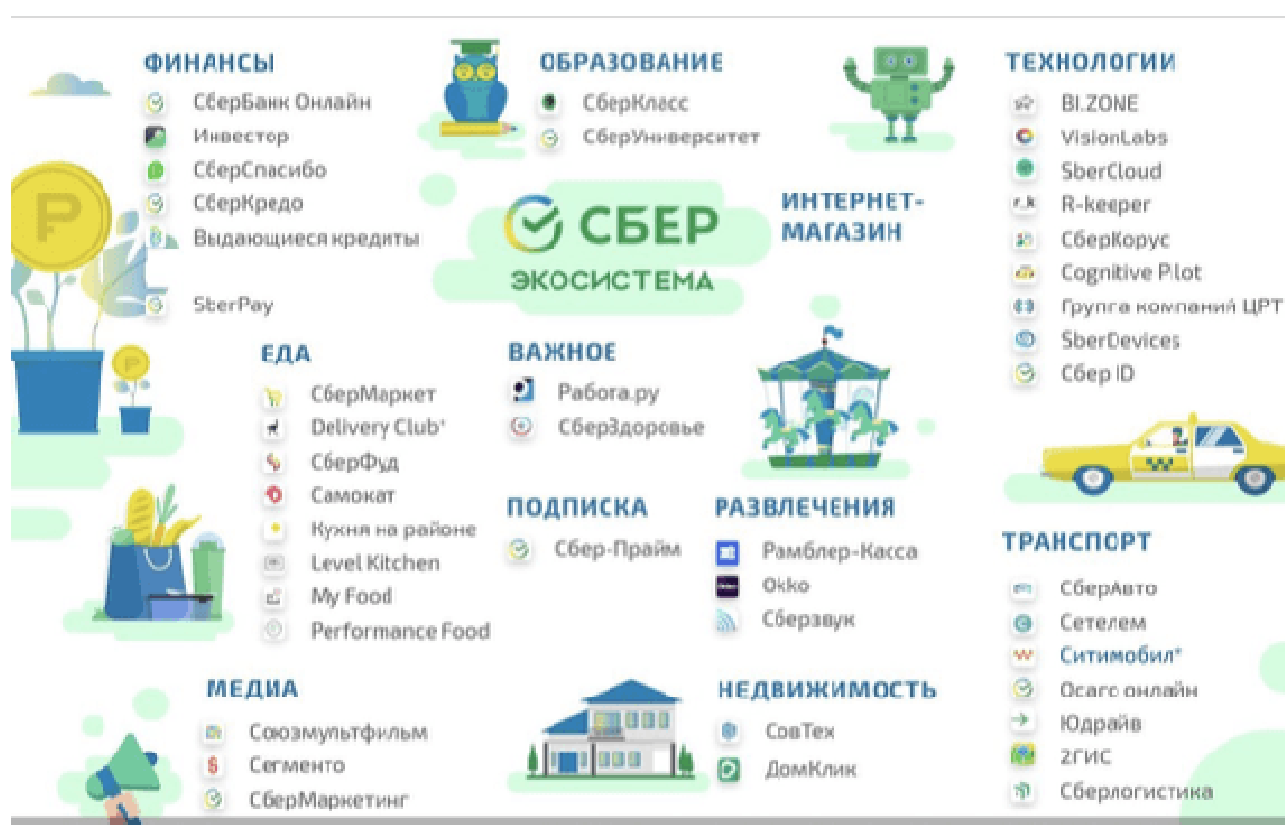 ФИНАНСЫ
СберБанк Онлайн
Инвестор
СберСпасибо
СберКредо
Выдающиеся кредиты
SberPay
ОБРАЗОВАНИЕ
СберКласс
СберУниверситет
ТЕХНОЛОГИИ
BI.ZONE
VisionLabs
SberCloud
R-keeper
СберКорус
Cognitive Pilot
Группа компаний ЦРТ
SberDevices
Сбер ID
СБЕР
ЭКОСИСТЕМА
ИНТЕРНЕТ-
МАГАЗИН
ЕДА
СберМаркет
Delivery Club*
СберФуд
Самокат
Кухня на районе
Level Kitchen
My Food
Performance Food
ВАЖНОЕ
Работа.ру
СберЗдоровье
ПОДПИСКА
Сбер-Прайм
РАЗВЛЕЧЕНИЯ
Рамблер-Касса
Okko
Сберзвук
ТРАНСПОРТ
СберАвто
Сетелем
Ситимобил*
Осаго онлайн
Юдрайв
2ГИС
Сберлогистика
МЕДИА
Союзмультфильм
Сегменто
СберМаркетинг
НЕДВИЖИМОСТЬ
СовТех
ДомКлик